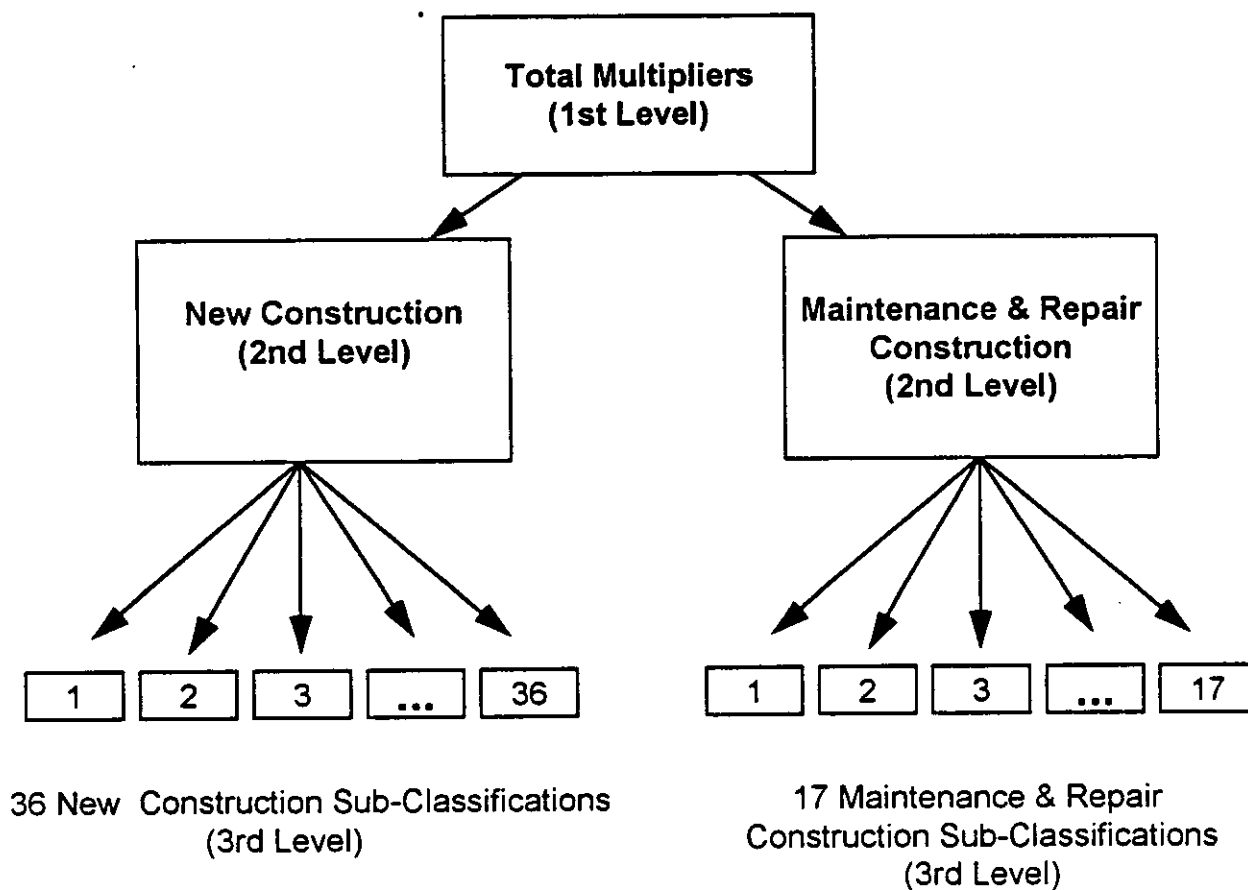 Total Multipliers
(1st Level)
New Construction
(2nd Level)
Maintenance & Repair
Construction
(2nd Level)
1 2 3 ... 36
1 2 3 ... 17
36 New Construction Sub-Classifications
(3rd Level)
17 Maintenance & Repair
Construction Sub-Classifications
(3rd Level)